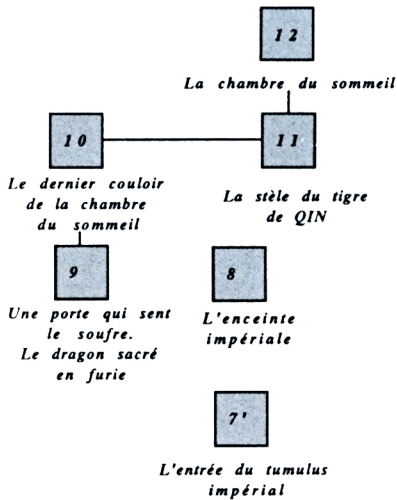 12
La chambre du sommeil
10
11
Le dernier couloir
de la chambre
du sommeil
La stèle du tigre
de QIN
9
8
Une porte qui sent
le soufre.
Le dragon sacré
en furie
L'enceinte
impériale
7'
L'entrée du tumulus
impérial